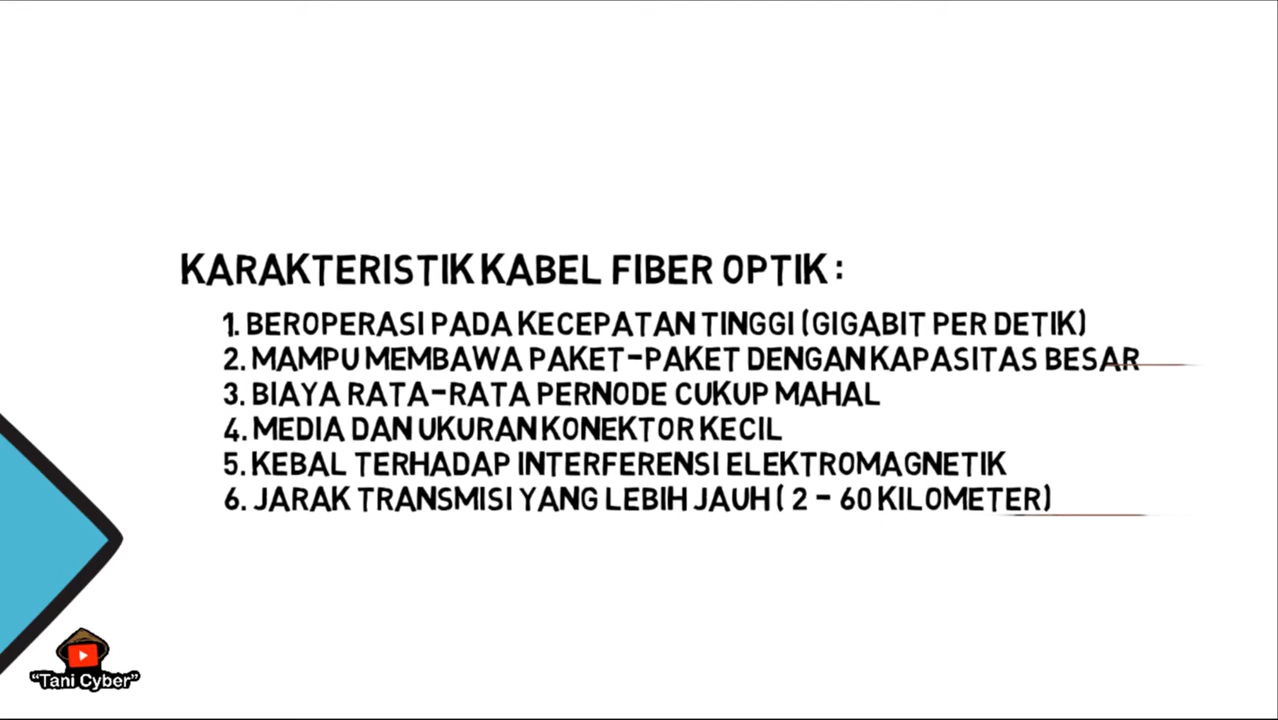 KARAKTERISTIK KABEL FIBER OPTIK :
1. BEROPERASI PADA KECEPATAN TINGGI (GIGABIT PER DETIK)
2. MAMPU MEMBAWA PAKET-PAKET DENGAN KAPASITAS BESAR
3. BIAYA RATA-RATA PERNODE CUKUP MAHAL
4. MEDIA DAN UKURAN KONEKTOR KECIL
5. KEBAL TERHADAP INTERFERENSI ELEKTROMAGNETIK
6. JARAK TRANSMISI YANG LEBIH JAUH ( 2 - 60 KILOMETER)
"Tani Cyber"